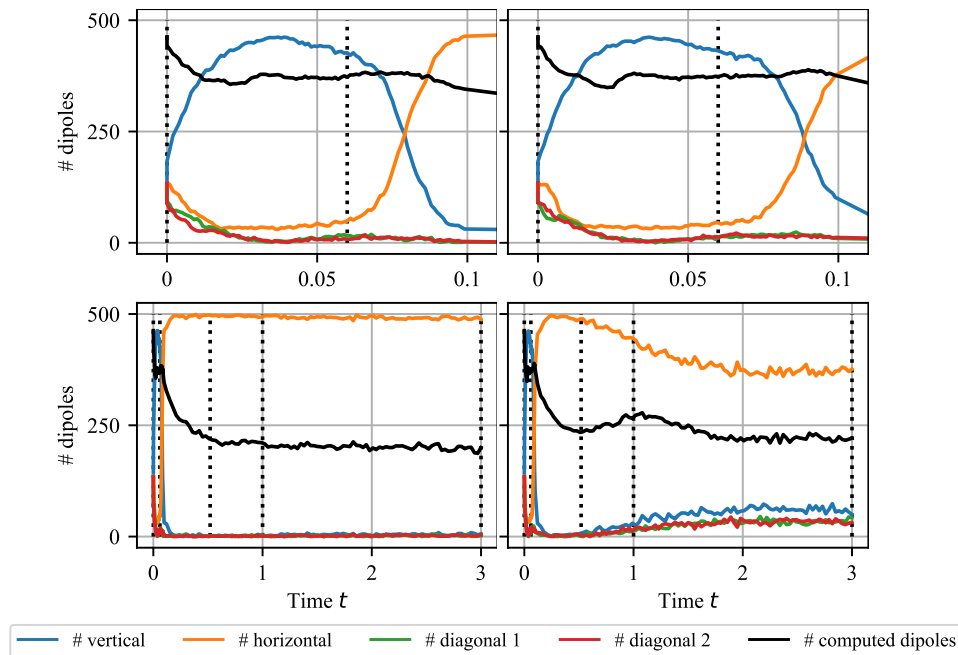 500
250
0
# dipoles
0
0.05
0.1
0
0.05
0.1
500
250
0
# dipoles
0
1
2
3
0
1
2
3
Time t
Time t
# vertical
# horizontal
# diagonal 1
# diagonal 2
# computed dipoles